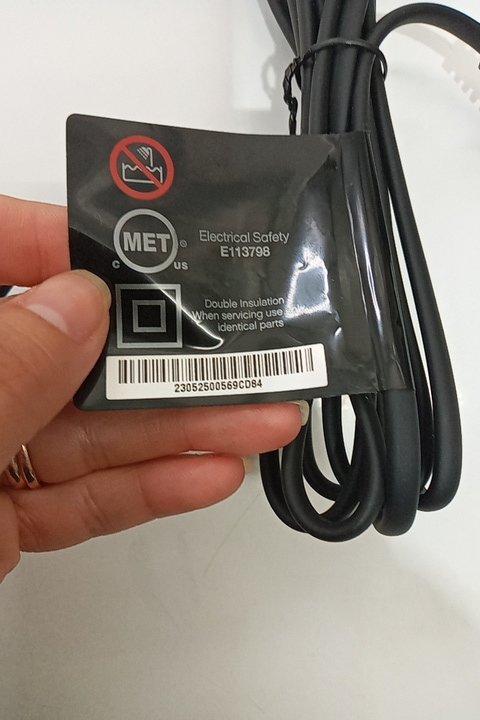 MET®
C US
Electrical Safety
E113798
Double Insulation
When servicing use
identical parts
23052500569CD84